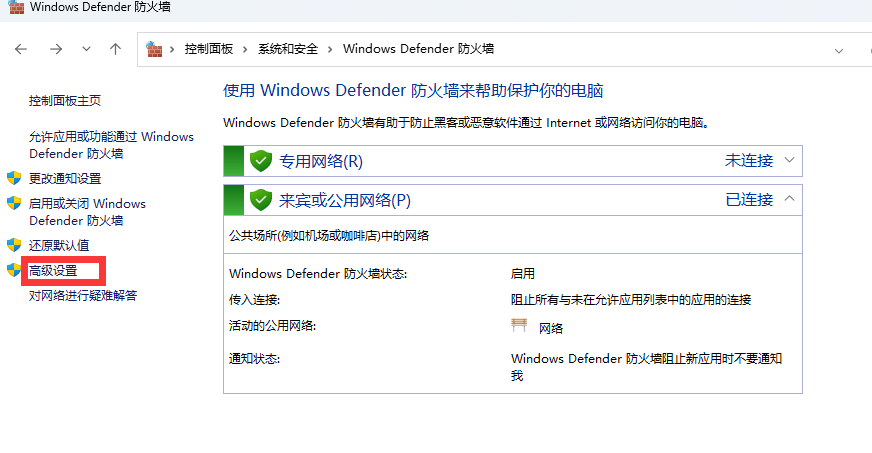 Windows Defender 防火墙
控制面板 系统和安全 Windows Defender 防火墙
控制面板主页
允许应用或功能通过 Windows
Defender 防火墙
更改通知设置
启用或关闭 Windows
Defender 防火墙
还原默认值
高级设置
对网络进行疑难解答
使用 Windows Defender 防火墙来帮助保护你的电脑
Windows Defender 防火墙有助于防止黑客或恶意软件通过 Internet 或网络访问你的电脑。
专用网络(R) 未连接
来宾或公用网络(P) 已连接
公共场所(例如机场或咖啡店)中的网络
Windows Defender 防火墙状态: 启用
传入连接: 阻止所有与未在允许应用列表中的应用的连接
活动的公用网络: 网络
通知状态: Windows Defender 防火墙阻止新应用时不要通知
我